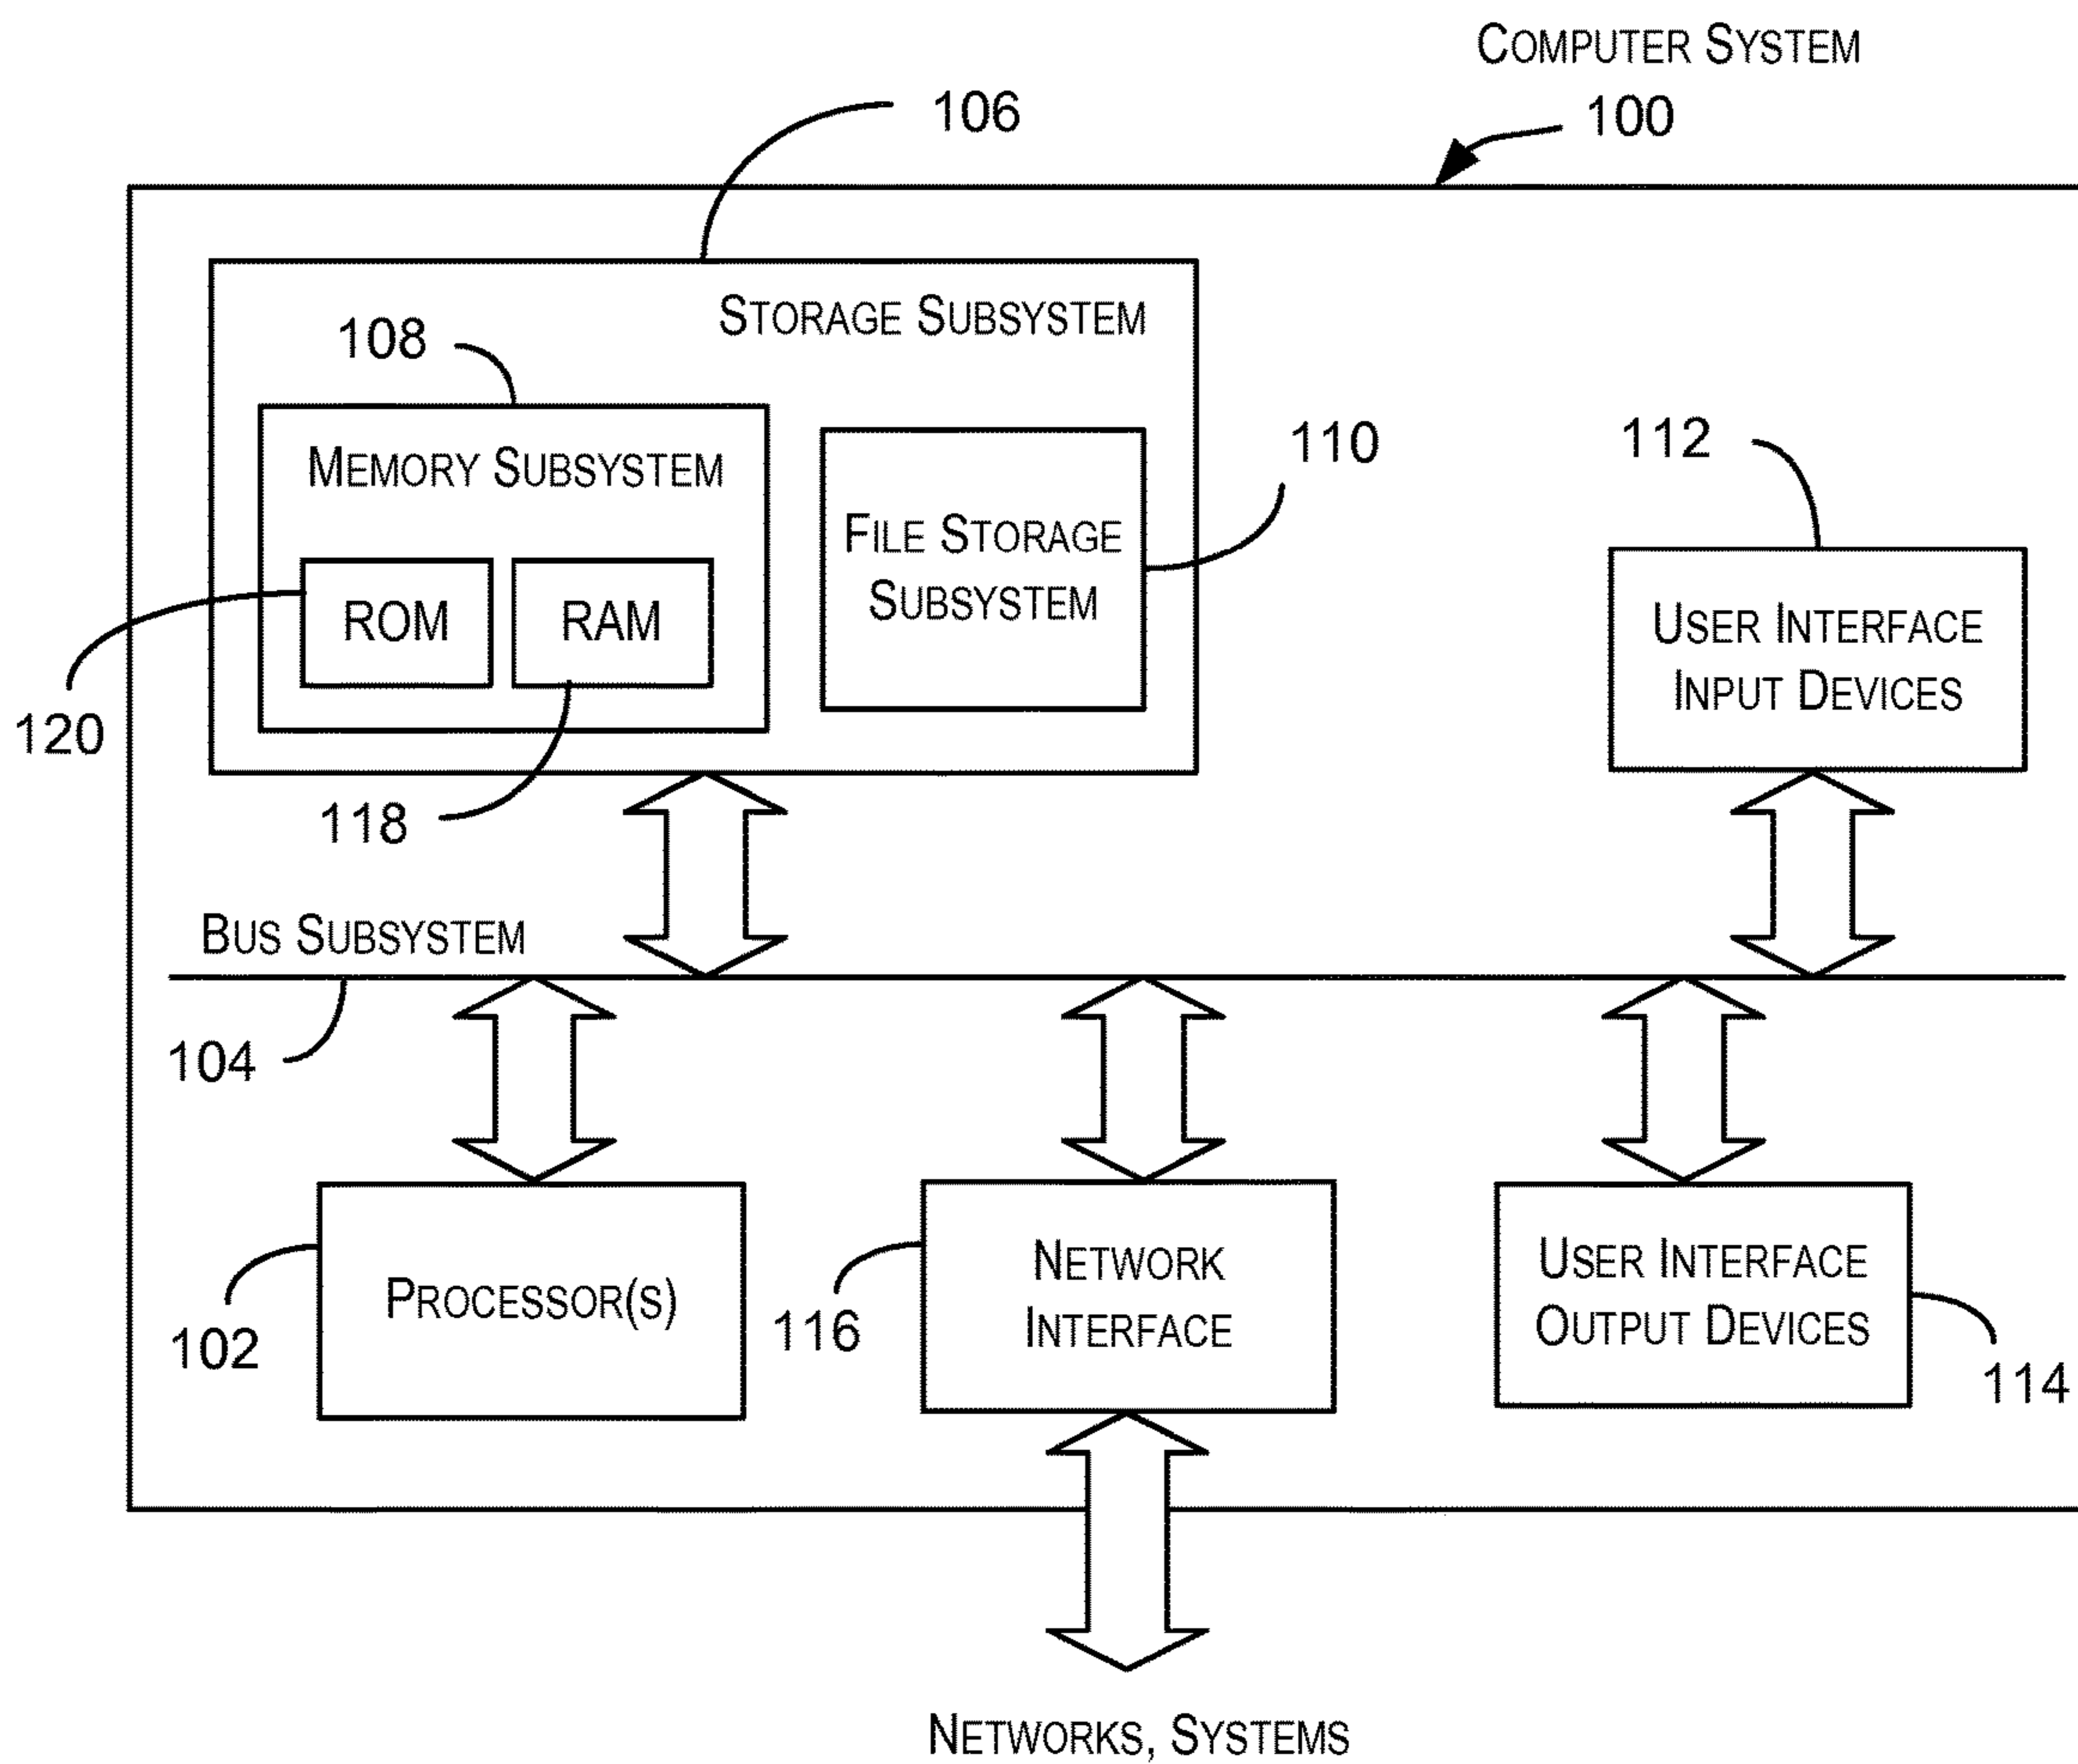 COMPUTER SYSTEM
100
106
STORAGE SUBSYSTEM
108
MEMORY SUBSYSTEM
110
112
FILE STORAGE
SUBSYSTEM
ROM
RAM
USER INTERFACE
INPUT DEVICES
120
118
BUS SUBSYSTEM
104
PROCESSOR(S)
102
NETWORK
INTERFACE
116
USER INTERFACE
OUTPUT DEVICES
114
NETWORKS, SYSTEMS